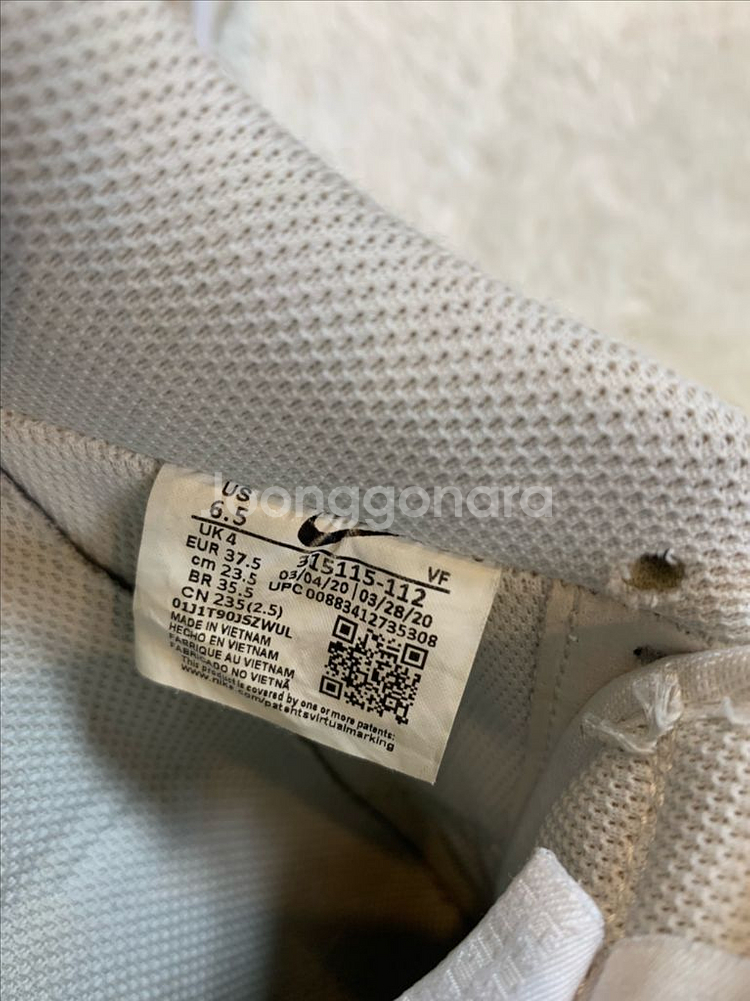 Joonggonara
US
6.5
UK 4
EUR 37.5
cm 23.5
BR 35.5
CN 235(2.5)
01J1T90JSZWUL
MADE IN VIETNAM
HECHO EN VIETNAM
FABRIQUE AU VIETNAM
FABRICADO NO VIETNÃ
This product is covered by one or more patents:
www.nike.com/patentsvirtualmarking
315115-112 VF
03/04/20 | 03/28/20
UPC 00883412735308